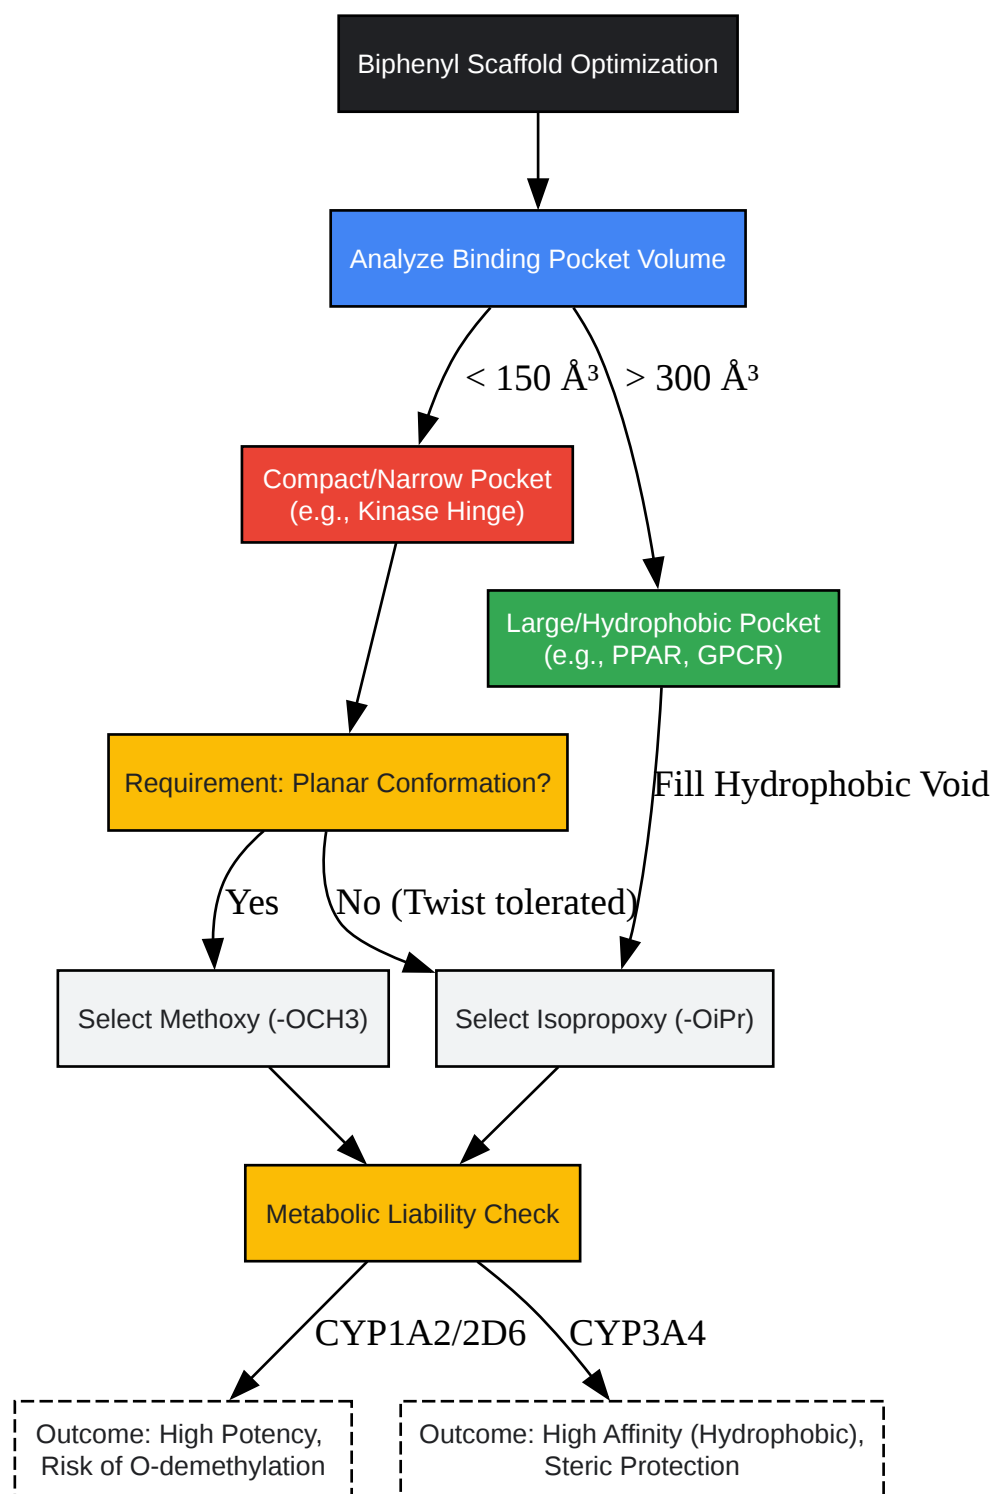 Biphenyl Scaffold Optimization
Analyze Binding Pocket Volume
< 150 Å³
> 300 Å³
Compact/Narrow Pocket
(e.g., Kinase Hinge)
Large/Hydrophobic Pocket
(e.g., PPAR, GPCR)
Requirement: Planar Conformation?
Fill Hydrophobic Void
Yes
No (Twist tolerated)
Select Methoxy (-OCH3)
Select Isopropoxy (-OiPr)
Metabolic Liability Check
CYP1A2/2D6
CYP3A4
Outcome: High Potency,
Risk of O-demethylation
Outcome: High Affinity (Hydrophobic),
Steric Protection